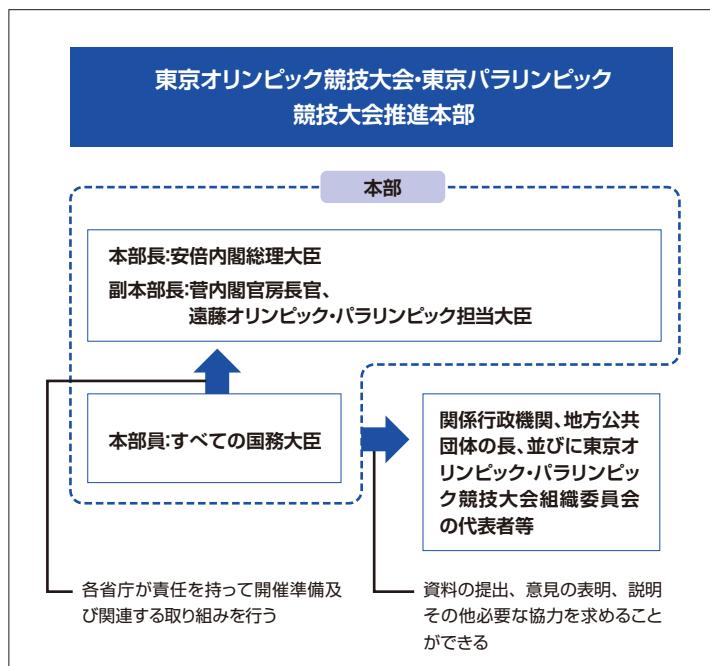 東京オリンピック競技大会・東京パラリンピック
競技大会推進本部
本部
本部長:安倍内閣総理大臣
副本部長:菅内閣官房長官、
遠藤オリンピック・パラリンピック担当大臣
本部員:すべての国務大臣
関係行政機関、地方公共
団体の長、並びに東京オ
リンピック・パラリンピッ
ク競技大会組織委員会
の代表者等
各省庁が責任を持って開催準備及
び関連する取り組みを行う
資料の提出、意見の表明、説明
その他必要な協力を求めること
ができる